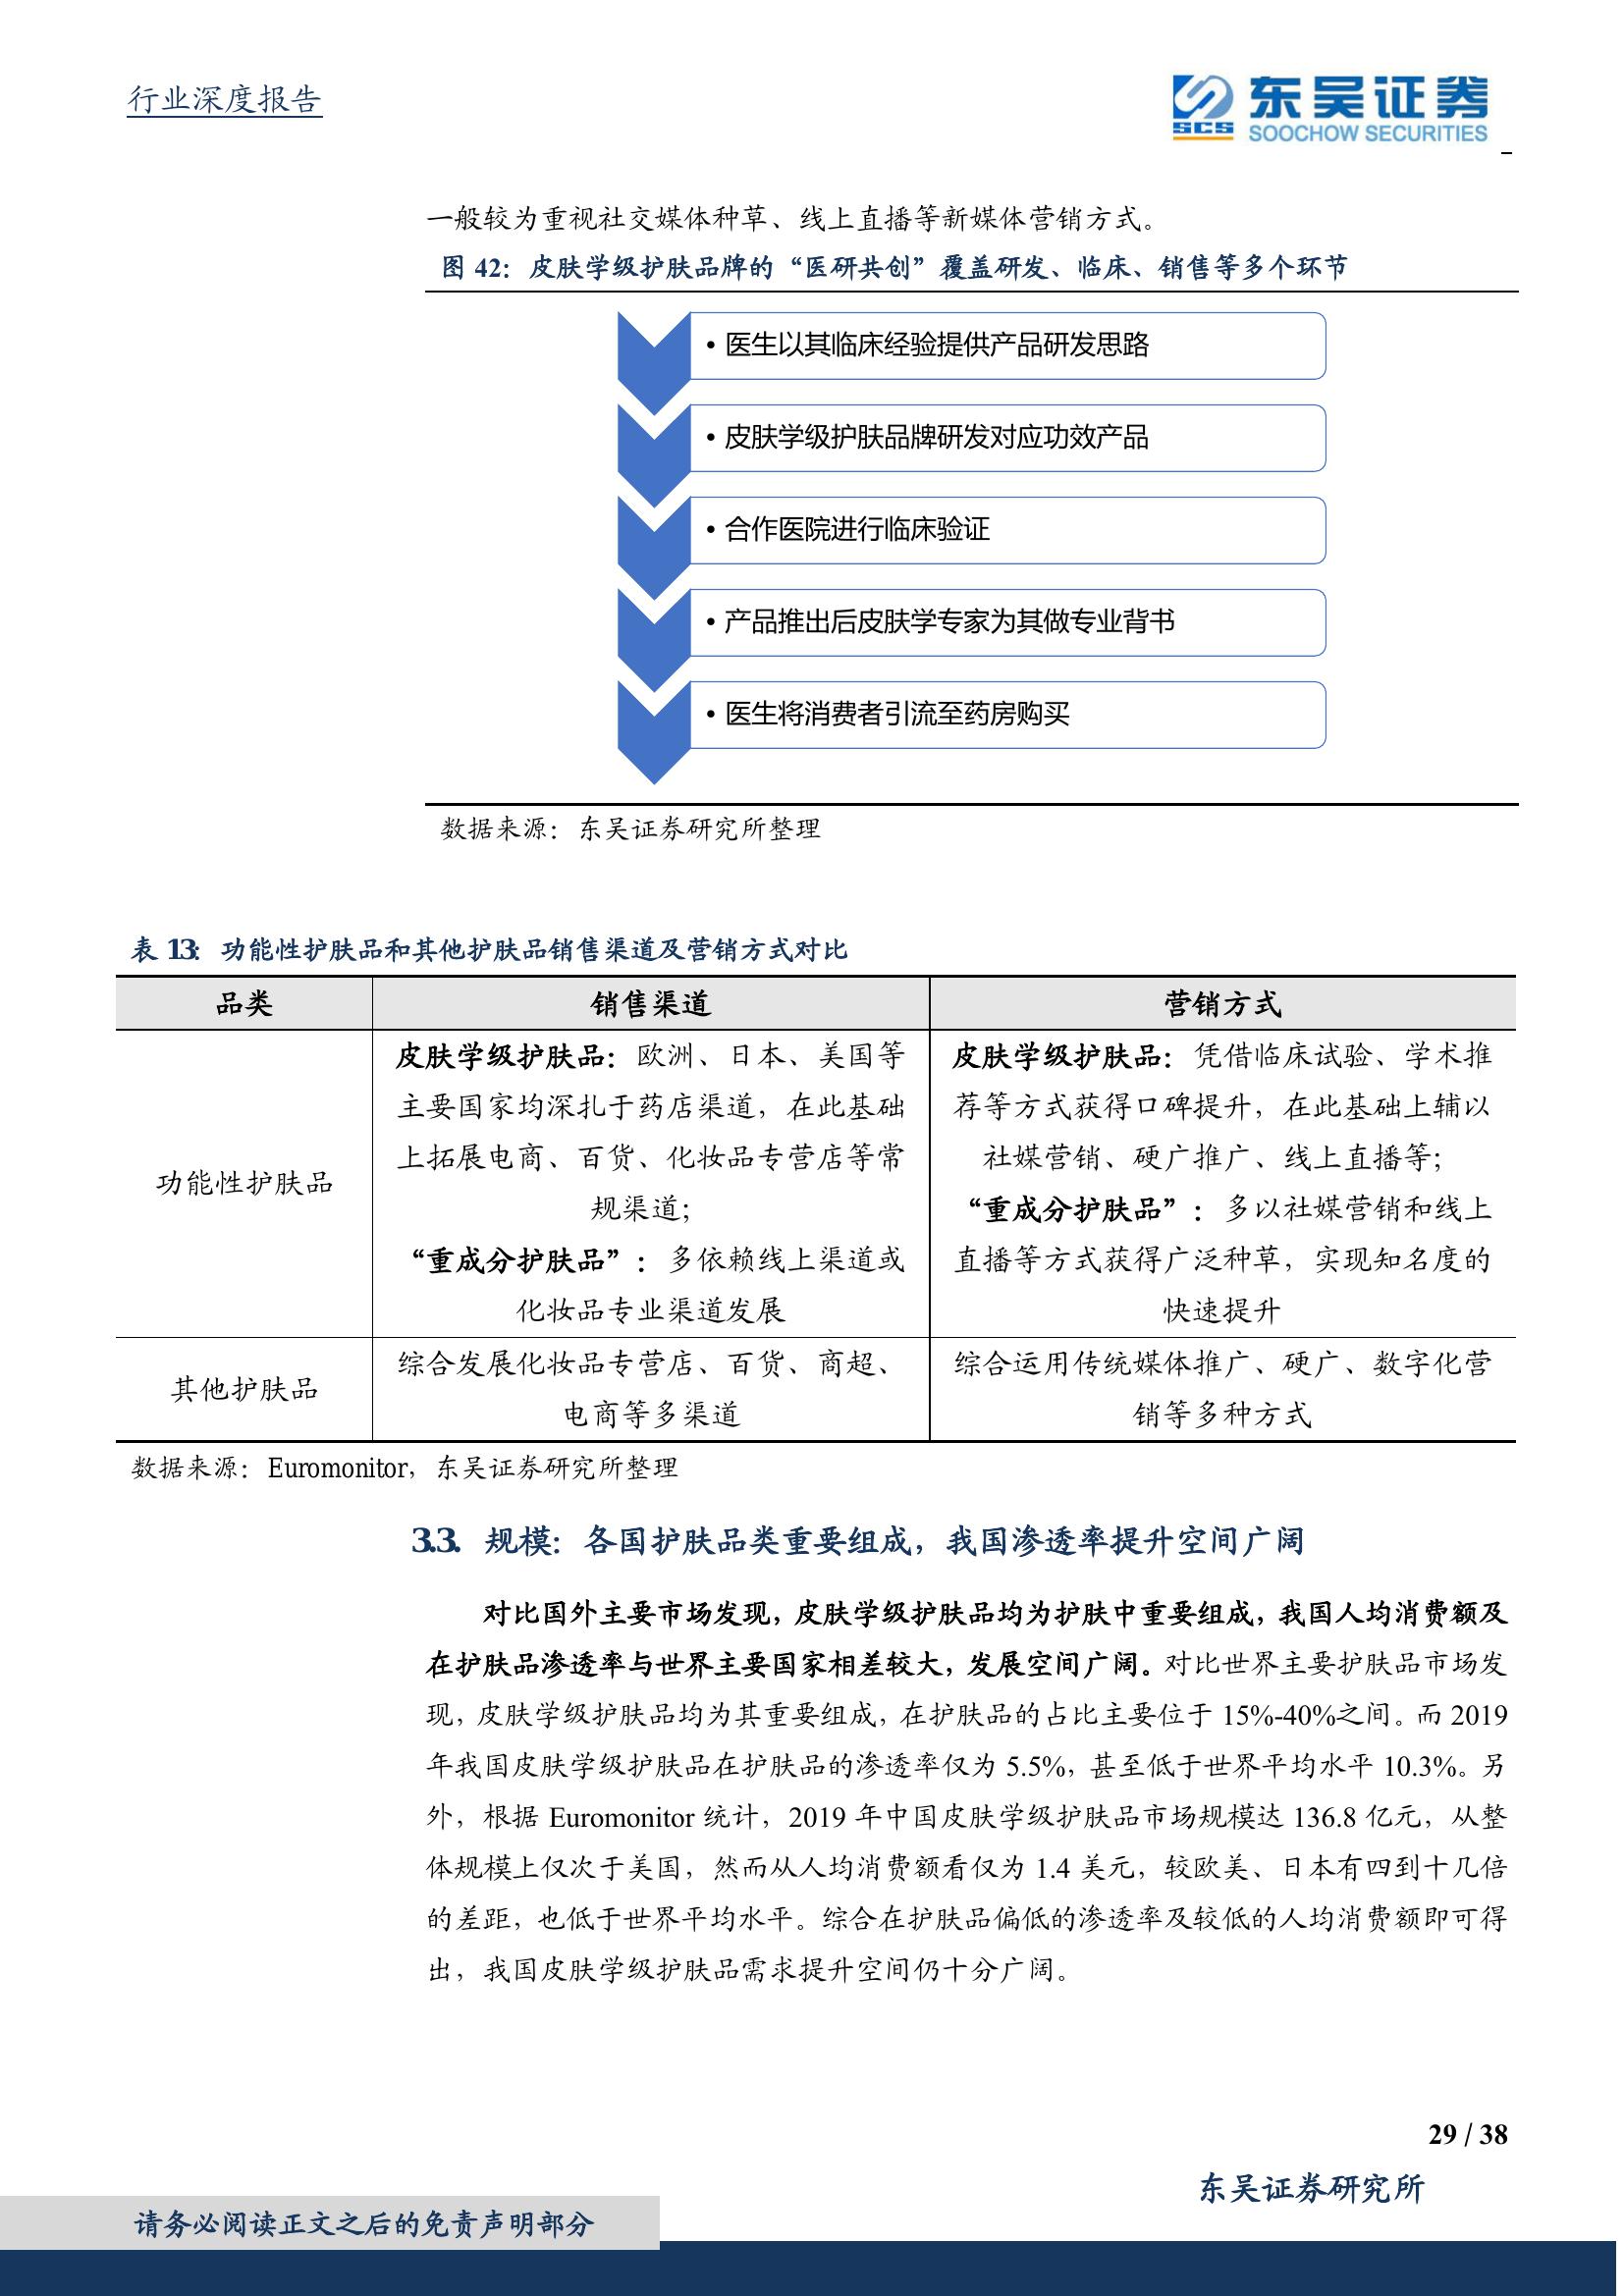 行业深度报告
SCS
东吴证券
SOOCHOW SECURITIES
一般较为重视社交媒体种草、线上直播等新媒体营销方式。
图 42：皮肤学级护肤品牌的“医研共创”覆盖研发、临床、销售等多个环节
• 医生以其临床经验提供产品研发思路
• 皮肤学级护肤品牌研发对应功效产品
• 合作医院进行临床验证
• 产品推出后皮肤学专家为其做专业背书
• 医生将消费者引流至药房购买
数据来源：东吴证券研究所整理
表 13：功能性护肤品和其他护肤品销售渠道及营销方式对比
品类 销售渠道 营销方式
功能性护肤品
皮肤学级护肤品：欧洲、日本、美国等
主要国家均深扎于药店渠道，在此基础
上拓展电商、百货、化妆品专营店等常
规渠道；
“重成分护肤品”：多依赖线上渠道或
化妆品专业渠道发展
皮肤学级护肤品：凭借临床试验、学术推
荐等方式获得口碑提升，在此基础上辅以
社媒营销、硬广推广、线上直播等；
“重成分护肤品”：多以社媒营销和线上
直播等方式获得广泛种草，实现知名度的
快速提升
其他护肤品
综合发展化妆品专营店、百货、商超、
电商等多渠道
综合运用传统媒体推广、硬广、数字化营
销等多种方式
数据来源：Euromonitor，东吴证券研究所整理
3.3. 规模：各国护肤品类重要组成，我国渗透率提升空间广阔
对比国外主要市场发现，皮肤学级护肤品均为护肤中重要组成，我国人均消费额及
在护肤品渗透率与世界主要国家相差较大，发展空间广阔。对比世界主要护肤品市场发
现，皮肤学级护肤品均为其重要组成，在护肤品的占比主要位于 15%-40%之间。而 2019
年我国皮肤学级护肤品在护肤品的渗透率仅为 5.5%，甚至低于世界平均水平 10.3%。另
外，根据 Euromonitor 统计，2019 年中国皮肤学级护肤品市场规模达 136.8 亿元，从整
体规模上仅次于美国，然而从人均消费额看仅为 1.4 美元，较欧美、日本有四到十几倍
的差距，也低于世界平均水平。综合在护肤品偏低的渗透率及较低的人均消费额即可得
出，我国皮肤学级护肤品需求提升空间仍十分广阔。
29 / 38
东吴证券研究所
请务必阅读正文之后的免责声明部分